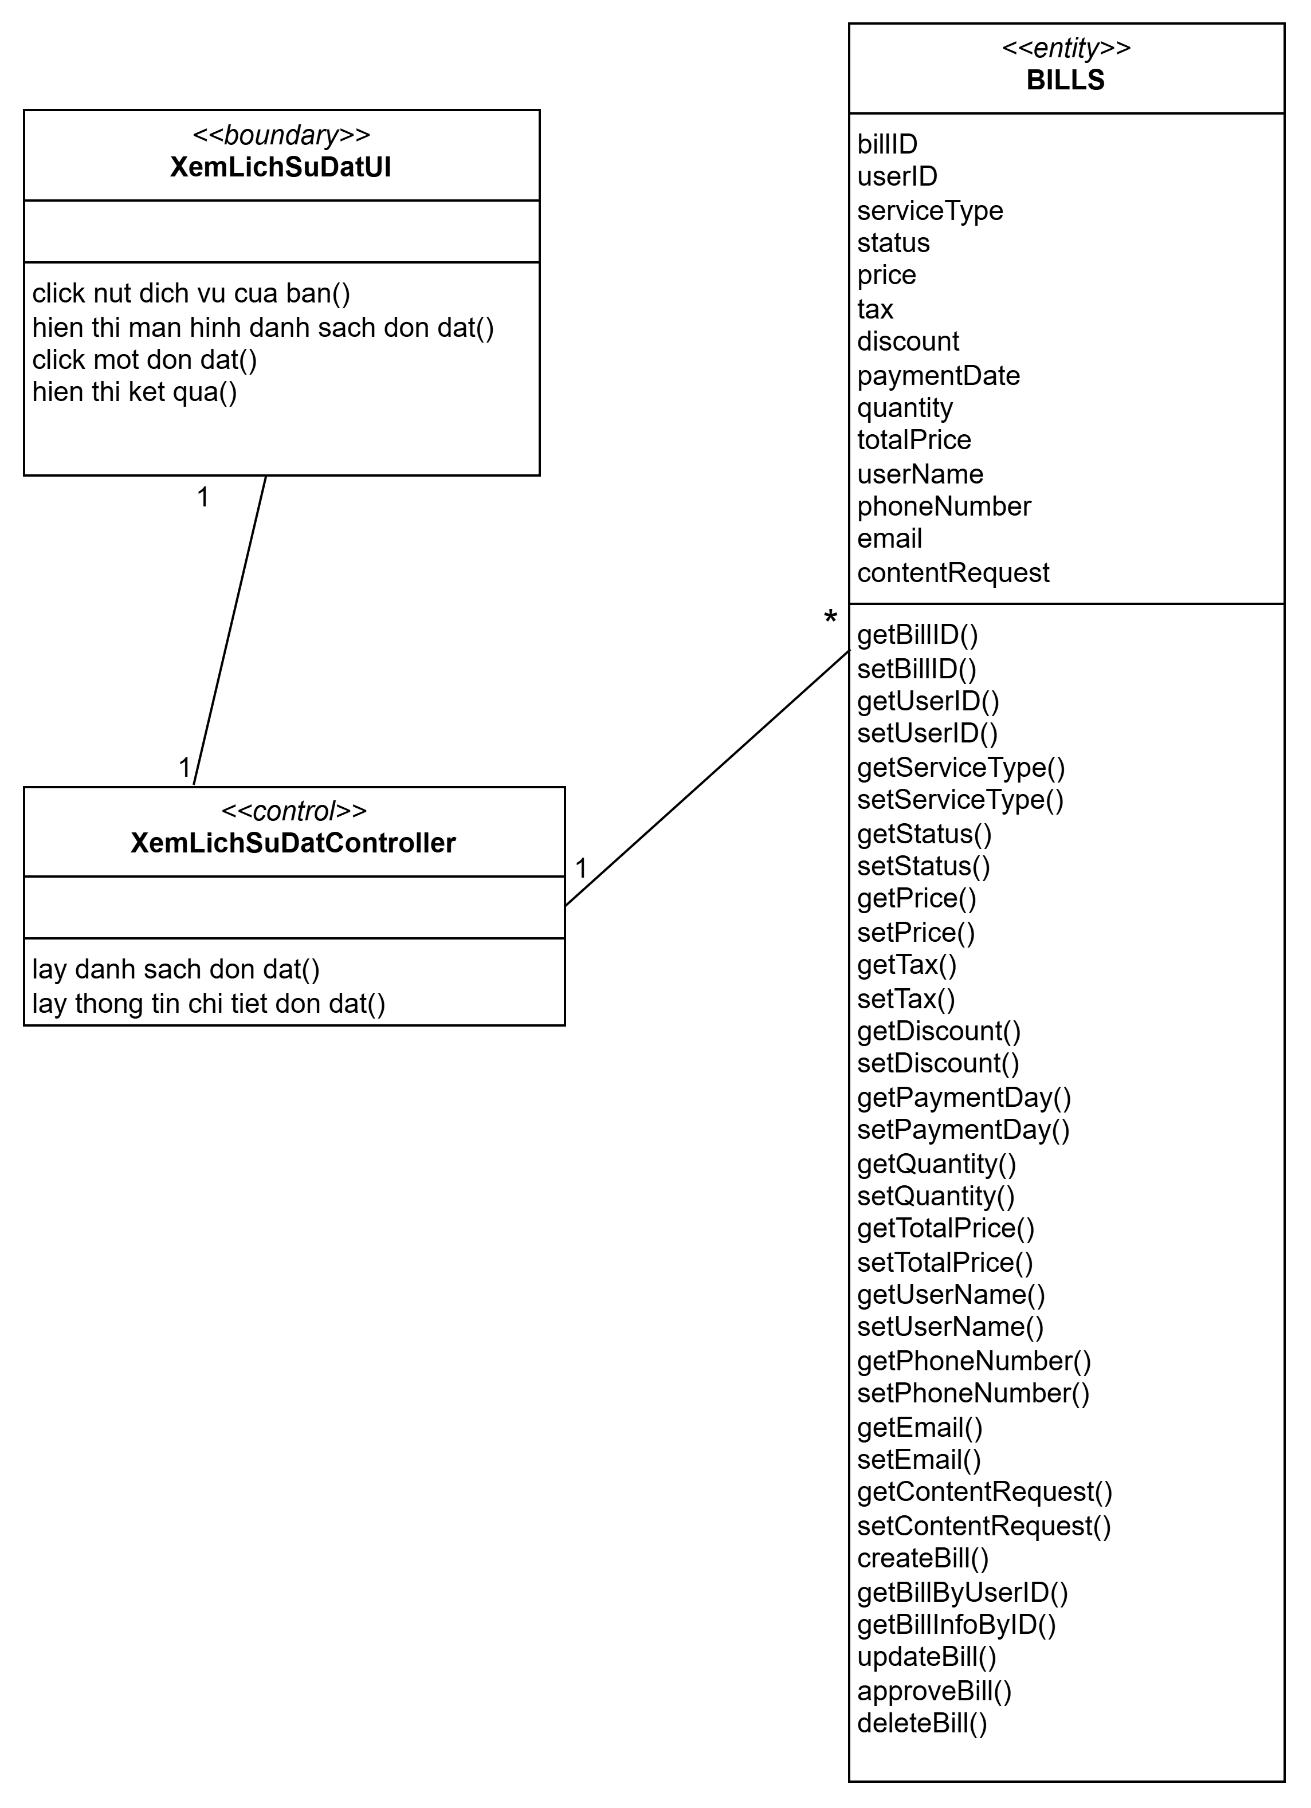 <<boundary>>
XemLichSuDatUI
click nut dich vu cua ban()
hien thi man hinh danh sach don dat()
click mot don dat()
hien thi ket qua()
1
1
<<control>>
XemLichSuDatController
lay danh sach don dat()
lay thong tin chi tiet don dat()
1
*
<<entity>>
BILLS
billID
userID
serviceType
status
price
tax
discount
paymentDate
quantity
totalPrice
userName
phoneNumber
email
contentRequest
getBillID()
setBillID()
getUserID()
setUserID()
getServiceType()
setServiceType()
getStatus()
setStatus()
getPrice()
setPrice()
getTax()
setTax()
getDiscount()
setDiscount()
getPaymentDay()
setPaymentDay()
getQuantity()
setQuantity()
getTotalPrice()
setTotalPrice()
getUserName()
setUserName()
getPhoneNumber()
setPhoneNumber()
getEmail()
setEmail()
getContentRequest()
setContentRequest()
createBill()
getBillByUserID()
getBillInfoByID()
updateBill()
approveBill()
deleteBill()